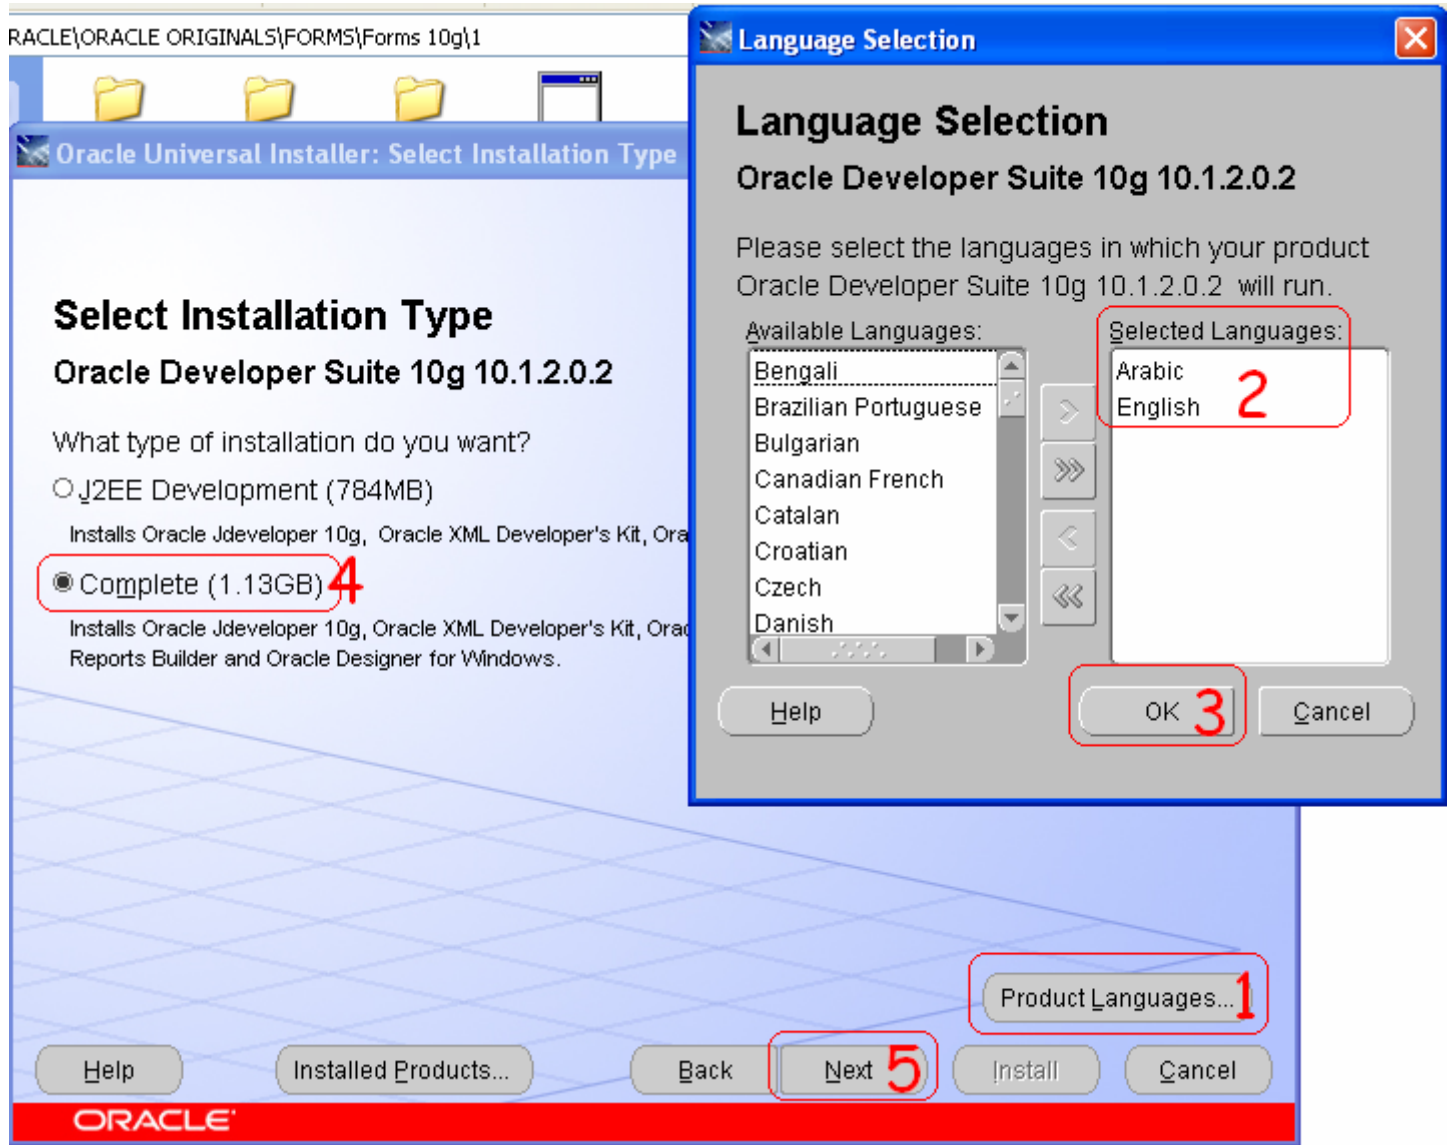 RACLE\ORACLE ORIGINALS\FORMS\Forms 10g\1
Oracle Universal Installer: Select Installation Type
Select Installation Type
Oracle Developer Suite 10g 10.1.2.0.2
What type of installation do you want?
J2EE Development (784MB)
Installs Oracle Jdeveloper 10g, Oracle XML Developer's Kit, Ora
Complete (1.13GB) 4
Installs Oracle Jdeveloper 10g, Oracle XML Developer's Kit, Orac
Reports Builder and Oracle Designer for Windows.
Language Selection
Language Selection
Oracle Developer Suite 10g 10.1.2.0.2
Please select the languages in which your product
Oracle Developer Suite 10g 10.1.2.0.2 will run.
Available Languages:
Bengali
Brazilian Portuguese
Bulgarian
Canadian French
Catalan
Croatian
Czech
Danish
Selected Languages:
Arabic
English 2
Help
OK 3
Cancel
Product Languages... 1
Help
Installed Products...
Back
Next 5
Install
Cancel
ORACLE